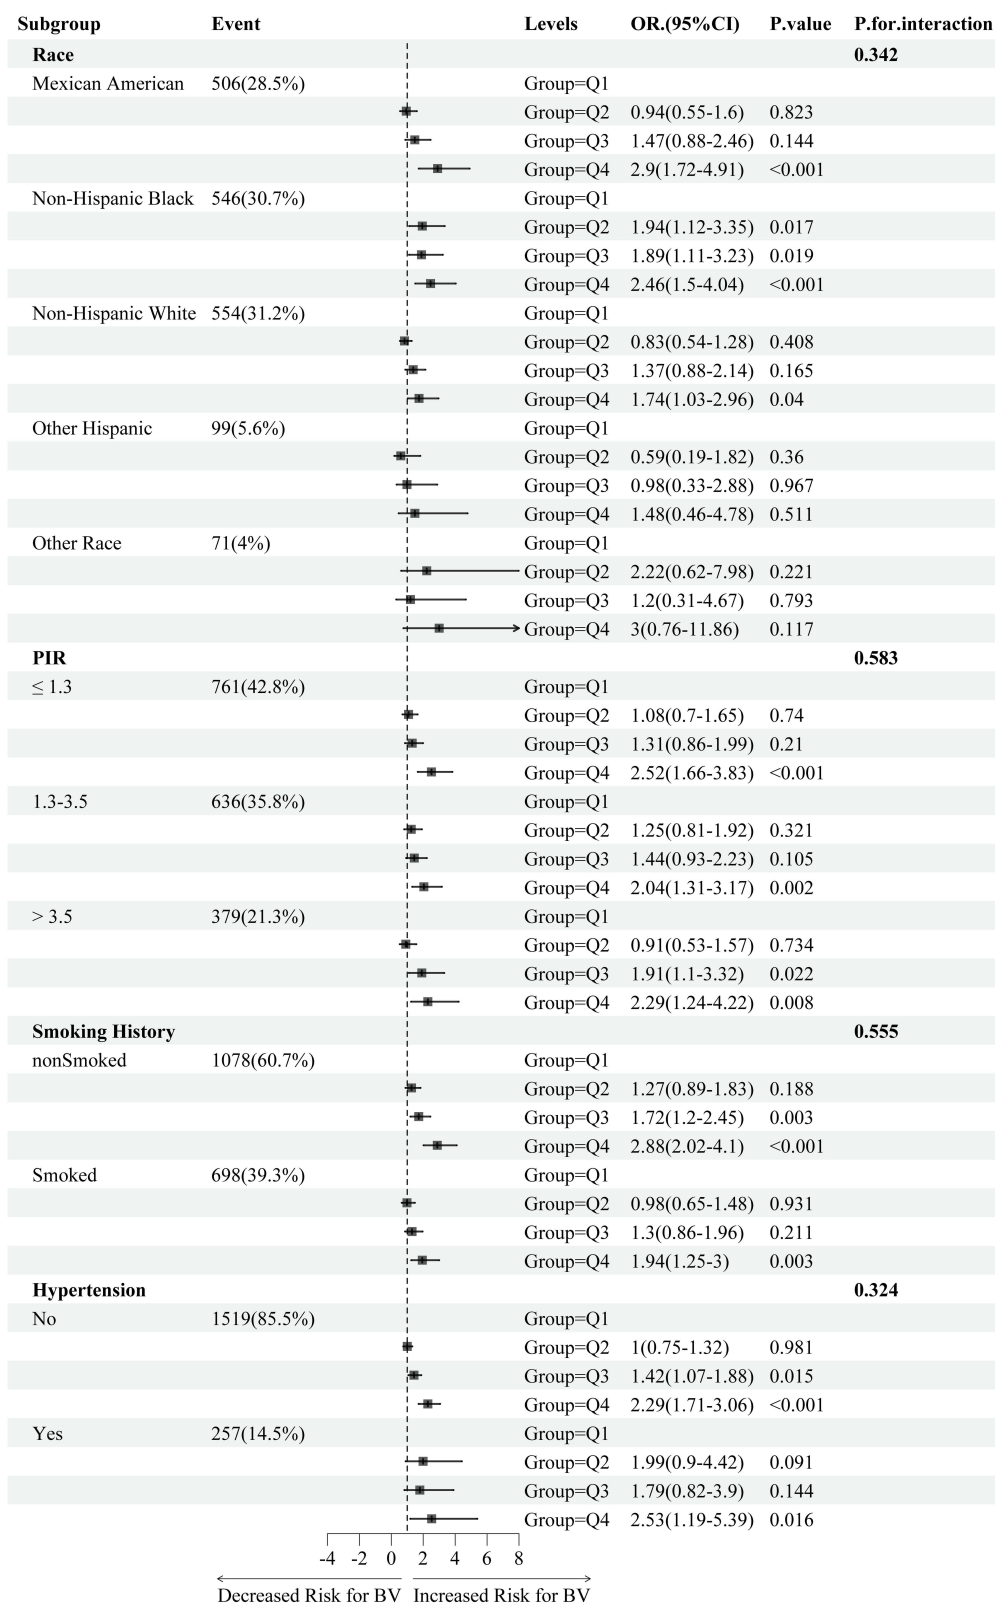 Subgroup Event Levels OR.(95%CI) P.value P.for.interaction
Race 0.342
Mexican American 506(28.5%) Group=Q1
Group=Q2 0.94(0.55-1.6) 0.823
Group=Q3 1.47(0.88-2.46) 0.144
Group=Q4 2.9(1.72-4.91) <0.001
Non-Hispanic Black 546(30.7%) Group=Q1
Group=Q2 1.94(1.12-3.35) 0.017
Group=Q3 1.89(1.11-3.23) 0.019
Group=Q4 2.46(1.5-4.04) <0.001
Non-Hispanic White 554(31.2%) Group=Q1
Group=Q2 0.83(0.54-1.28) 0.408
Group=Q3 1.37(0.88-2.14) 0.165
Group=Q4 1.74(1.03-2.96) 0.04
Other Hispanic 99(5.6%) Group=Q1
Group=Q2 0.59(0.19-1.82) 0.36
Group=Q3 0.98(0.33-2.88) 0.967
Group=Q4 1.48(0.46-4.78) 0.511
Other Race 71(4%) Group=Q1
Group=Q2 2.22(0.62-7.98) 0.221
Group=Q3 1.2(0.31-4.67) 0.793
Group=Q4 3(0.76-11.86) 0.117
PIR 0.583
≤ 1.3 761(42.8%) Group=Q1
Group=Q2 1.08(0.7-1.65) 0.74
Group=Q3 1.31(0.86-1.99) 0.21
Group=Q4 2.52(1.66-3.83) <0.001
1.3-3.5 636(35.8%) Group=Q1
Group=Q2 1.25(0.81-1.92) 0.321
Group=Q3 1.44(0.93-2.23) 0.105
Group=Q4 2.04(1.31-3.17) 0.002
> 3.5 379(21.3%) Group=Q1
Group=Q2 0.91(0.53-1.57) 0.734
Group=Q3 1.91(1.1-3.32) 0.022
Group=Q4 2.29(1.24-4.22) 0.008
Smoking History 0.555
nonSmoked 1078(60.7%) Group=Q1
Group=Q2 1.27(0.89-1.83) 0.188
Group=Q3 1.72(1.2-2.45) 0.003
Group=Q4 2.88(2.02-4.1) <0.001
Smoked 698(39.3%) Group=Q1
Group=Q2 0.98(0.65-1.48) 0.931
Group=Q3 1.3(0.86-1.96) 0.211
Group=Q4 1.94(1.25-3) 0.003
Hypertension 0.324
No 1519(85.5%) Group=Q1
Group=Q2 1(0.75-1.32) 0.981
Group=Q3 1.42(1.07-1.88) 0.015
Group=Q4 2.29(1.71-3.06) <0.001
Yes 257(14.5%) Group=Q1
Group=Q2 1.99(0.9-4.42) 0.091
Group=Q3 1.79(0.82-3.9) 0.144
Group=Q4 2.53(1.19-5.39) 0.016
-4 -2 0 2 4 6 8
Decreased Risk for BV Increased Risk for BV